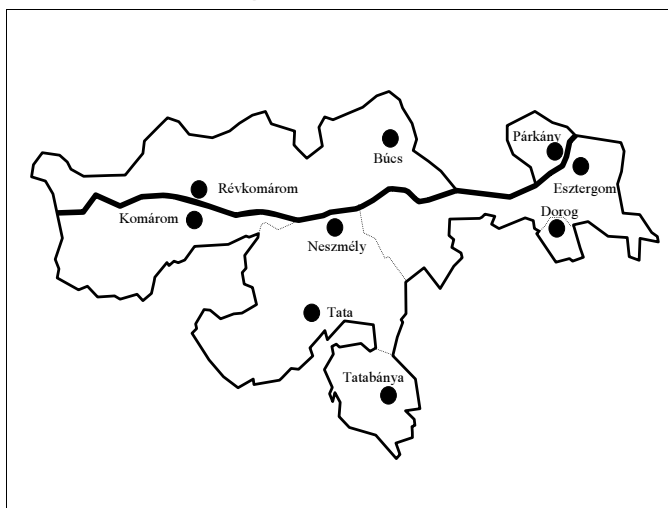 Párkány
Búcs
Esztergom
Révkomárom
Komárom
Dorog
Neszmély
Tata
Tatabánya